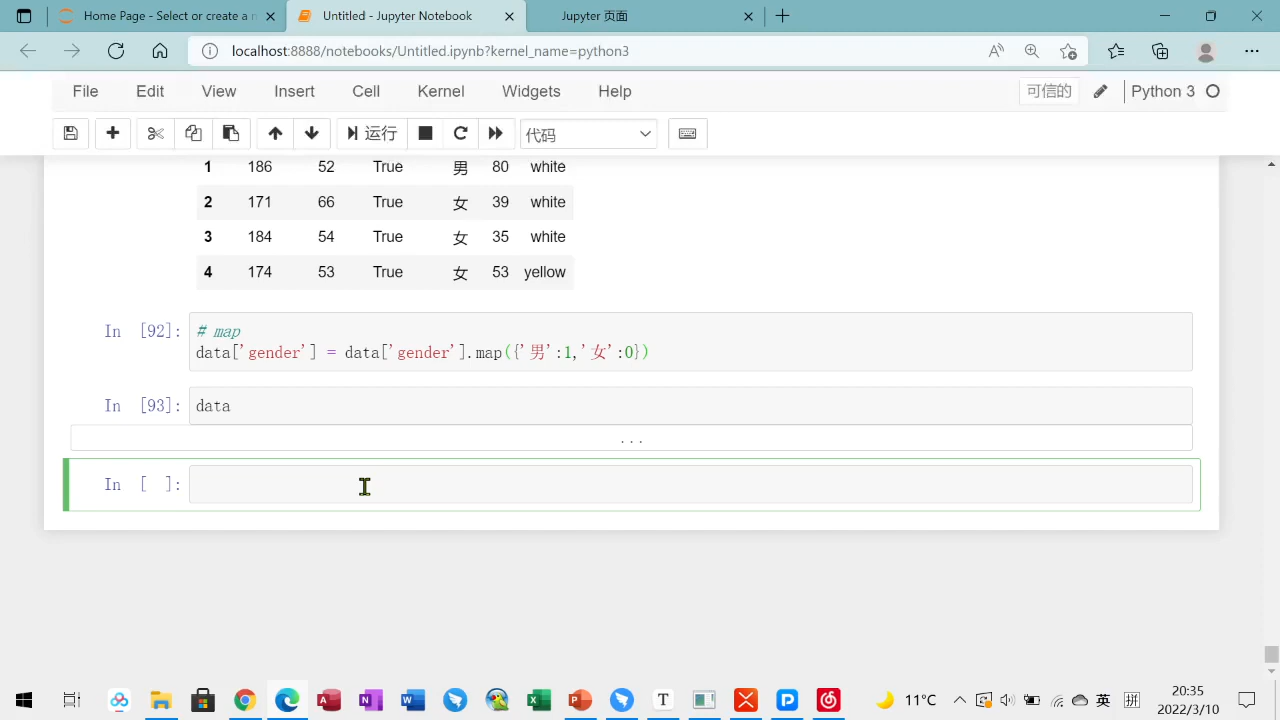 Home Page - Select or create a n
Untitled - Jupyter Notebook
Jupyter 页面
localhost:8888/notebooks/Untitled.ipynb?kernel_name=python3
File Edit View Insert Cell Kernel Widgets Help 可信的 Python 3
运行 代码
1 186 52 True 男 80 white
2 171 66 True 女 39 white
3 184 54 True 女 35 white
4 174 53 True 女 53 yellow
In [92]: # map
data['gender'] = data['gender'].map({'男':1,'女':0})
In [93]: data
...
In [ ]:
11°C 英 拼 20:35
2022/3/10